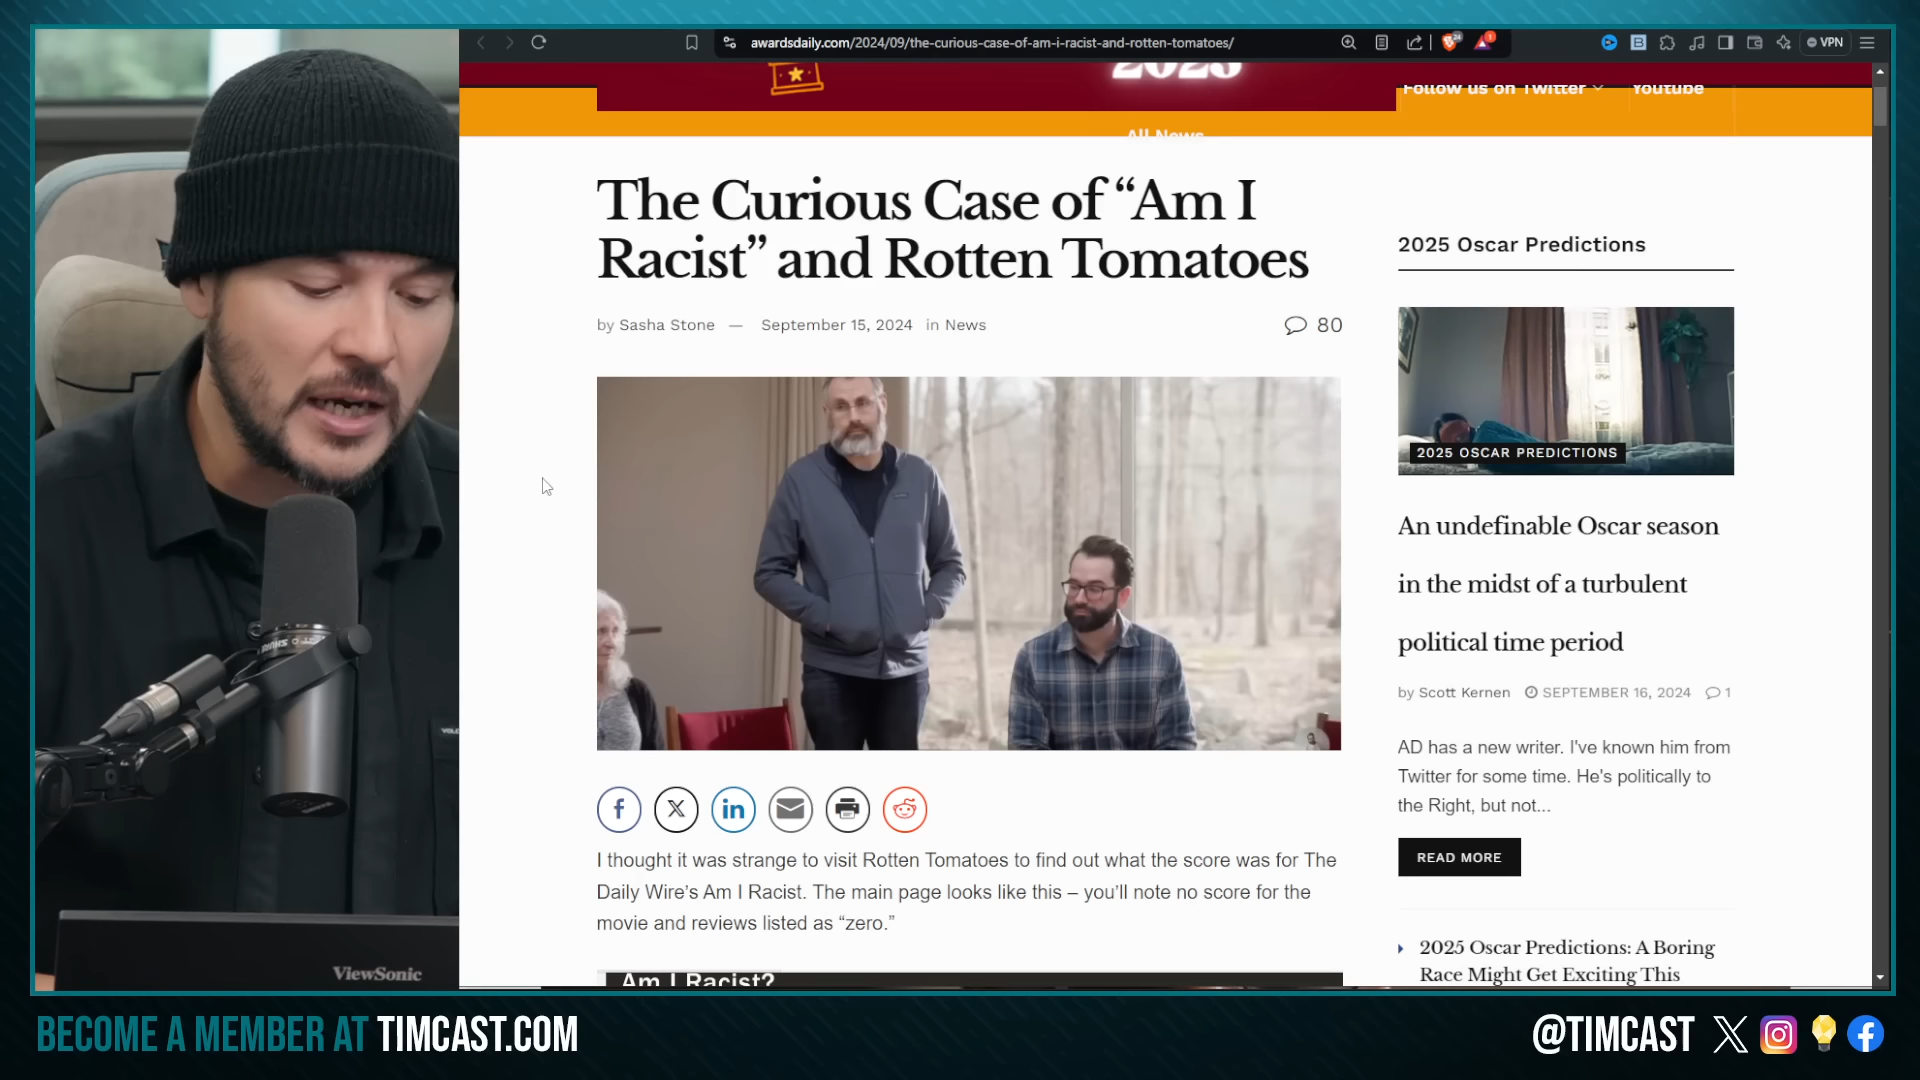 awardsdaily.com/2024/09/the-curious-case-of-am-i-racist-and-rotten-tomatoes/
VPN
2025
Follow us on Twitter
Youtube
All News
The Curious Case of “Am I
Racist” and Rotten Tomatoes
by Sasha Stone — September 15, 2024 in News
80
I thought it was strange to visit Rotten Tomatoes to find out what the score was for The
Daily Wire’s Am I Racist. The main page looks like this – you’ll note no score for the
movie and reviews listed as “zero.”
Am I Racist?
2025 Oscar Predictions
2025 OSCAR PREDICTIONS
An undefinable Oscar season
in the midst of a turbulent
political time period
by Scott Kernen SEPTEMBER 16, 2024 1
AD has a new writer. I've known him from
Twitter for some time. He's politically to
the Right, but not...
READ MORE
2025 Oscar Predictions: A Boring
Race Might Get Exciting This
SHURE
ViewSonic
BECOME A MEMBER AT TIMCAST.COM
@TIMCAST